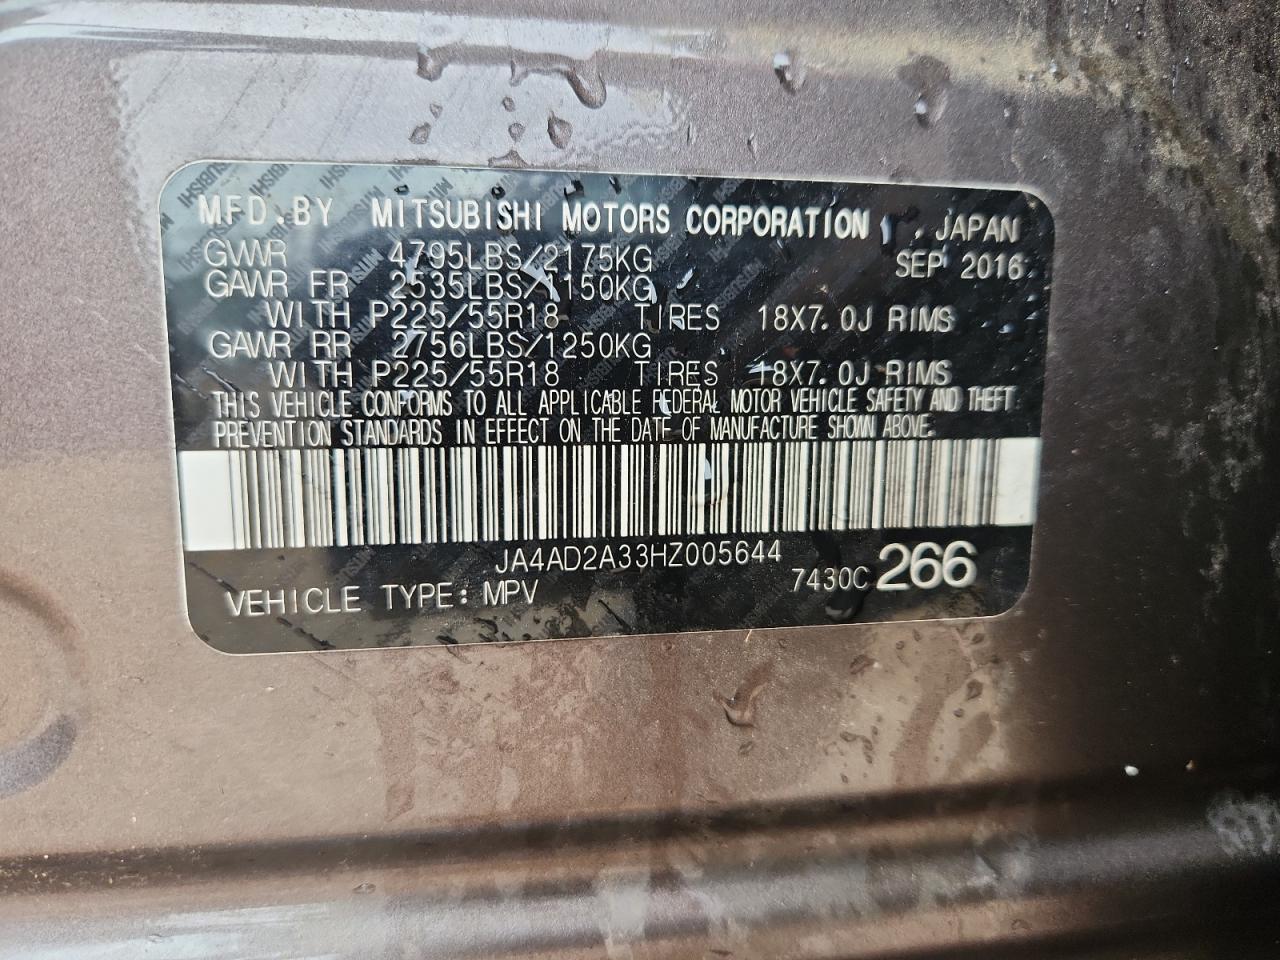 MFD.BY MITSUBISHI MOTORS CORPORATION , JAPAN
GVWR 4795LBS/2175KG SEP 2016
GAWR FR 2535LBS/1150KG
WITH P225/55R18 TIRES 18X7.0J RIMS
GAWR RR 2756LBS/1250KG
WITH P225/55R18 TIRES 18X7.0J RIMS
THIS VEHICLE CONFORMS TO ALL APPLICABLE FEDERAL MOTOR VEHICLE SAFETY AND THEFT
PREVENTION STANDARDS IN EFFECT ON THE DATE OF MANUFACTURE SHOWN ABOVE.
JA4AD2A33HZ005644
VEHICLE TYPE: MPV 7430C 266